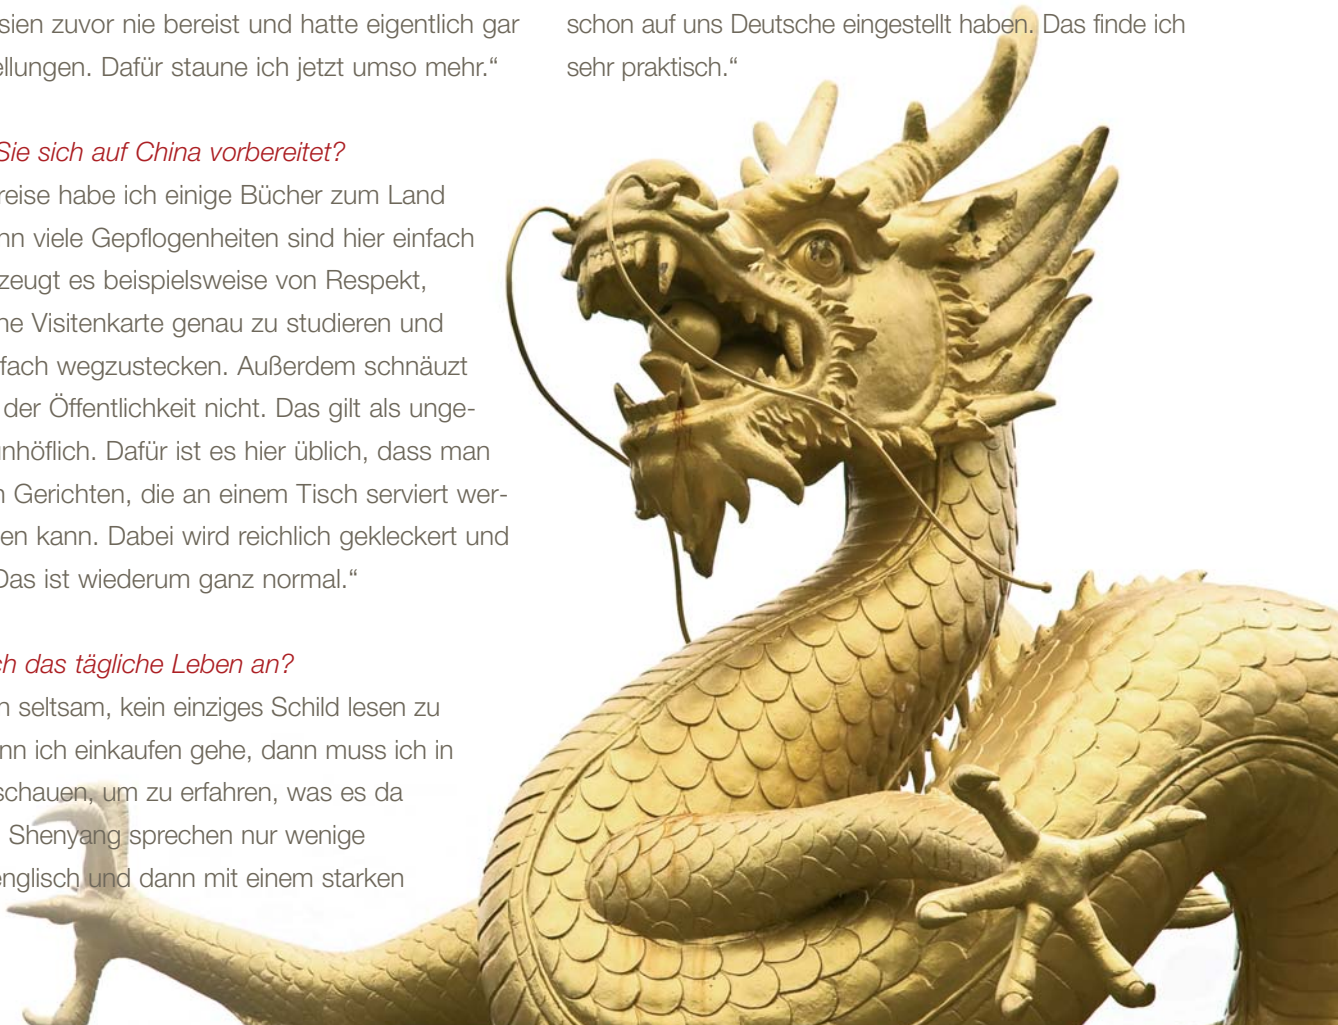 sien zuvor nie bereist und hatte eigentlich gar
ellungen. Dafür staune ich jetzt umso mehr.“
Sie sich auf China vorbereitet?
reise habe ich einige Bücher zum Land
nn viele Gepflogenheiten sind hier einfach
zeugt es beispielsweise von Respekt,
ne Visitenkarte genau zu studieren und
fach wegzustecken. Außerdem schnäuzt
der Öffentlichkeit nicht. Das gilt als unge-
unhöflich. Dafür ist es hier üblich, dass man
n Gerichten, die an einem Tisch serviert wer-
en kann. Dabei wird reichlich gekleckert und
Das ist wiederum ganz normal.“
ch das tägliche Leben an?
n seltsam, kein einziges Schild lesen zu
nn ich einkaufen gehe, dann muss ich in
schauen, um zu erfahren, was es da
Shenyang sprechen nur wenige
englisch und dann mit einem starken
schon auf uns Deutsche eingestellt haben. Das finde ich
sehr praktisch.“